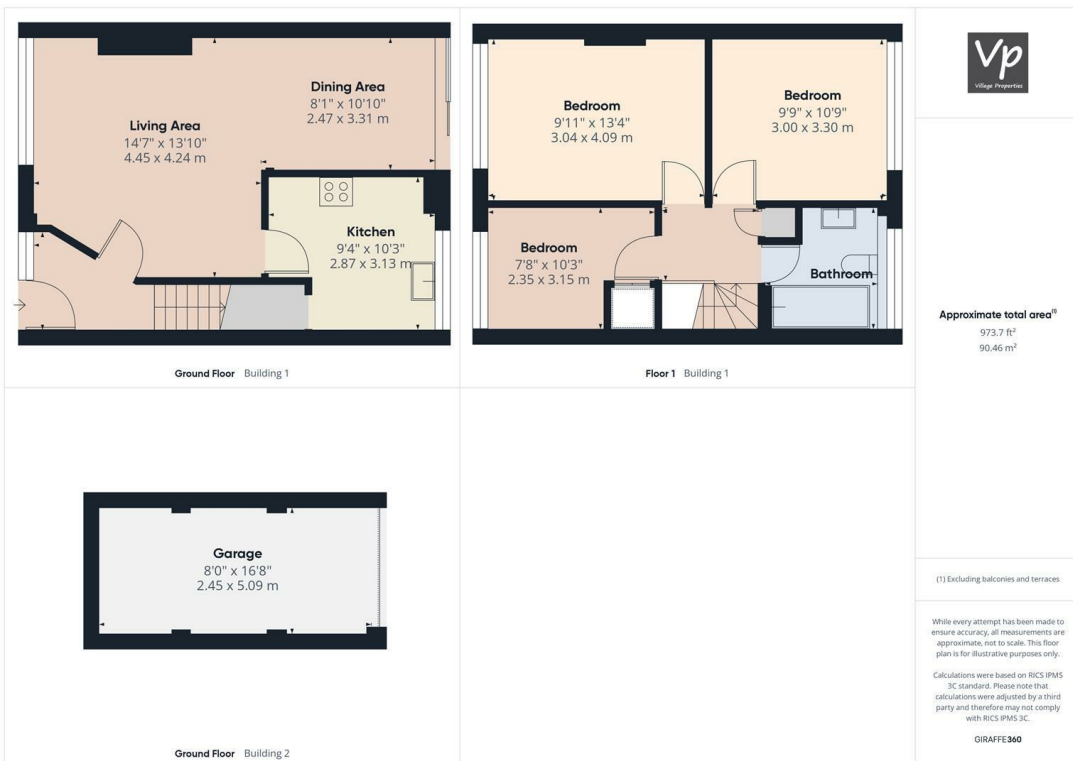 Living Area
14'7" x 13'10"
4.45 x 4.24 m
Dining Area
8'1" x 10'10"
2.47 x 3.31 m
Kitchen
9'4" x 10'3"
2.87 x 3.13 m
Ground Floor Building 1
Bedroom
9'11" x 13'4"
3.04 x 4.09 m
Bedroom
9'9" x 10'9"
3.00 x 3.30 m
Bedroom
7'8" x 10'3"
2.35 x 3.15 m
Bathroom
Floor 1 Building 1
Garage
8'0" x 16'8"
2.45 x 5.09 m
Ground Floor Building 2
Vp
Village Properties
Approximate total area(1)
973.7 ft²
90.46 m²
(1) Excluding balconies and terraces
While every attempt has been made to
ensure accuracy, all measurements are
approximate, not to scale. This floor
plan is for illustrative purposes only.
Calculations were based on RICS IPMS
3C standard. Please note that
calculations were adjusted by a third
party and therefore may not comply
with RICS IPMS 3C.
GIRAFFE360